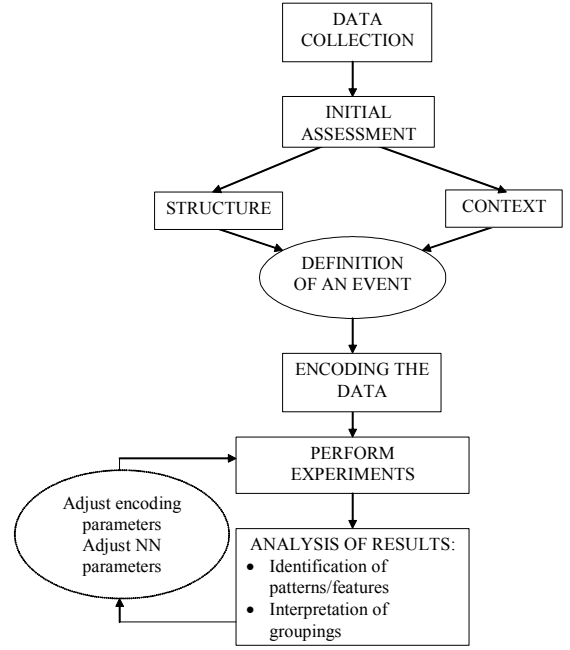 DATA
COLLECTION
INITIAL
ASSESSMENT
STRUCTURE
CONTEXT
DEFINITION
OF AN EVENT
ENCODING THE
DATA
PERFORM
EXPERIMENTS
Adjust encoding
parameters
Adjust NN
parameters
ANALYSIS OF RESULTS:
• Identification of
patterns/features
• Interpretation of
groupings